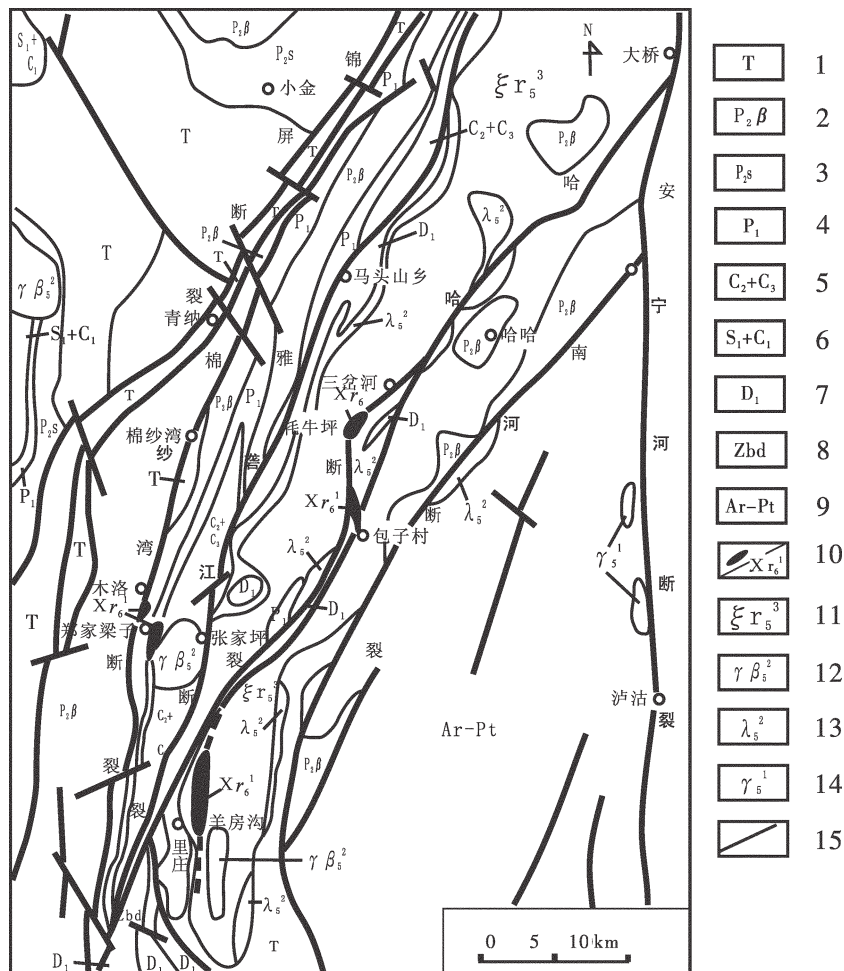 S₁+
C₁
P₂β
P₂s
小金
T
屏
锦
T
P₁
T
ξr₅³
N
大桥
P₂β
C₂+C₃
哈
安
P₂β
λ₅²
断
P₂β
T
T
P₁
P₁
D₁
T
γβ₅²
裂
青纳
马头山乡
哈
宁
P₂β
λ₅²
S₁+C₁
棉
雅
P₂β
哈哈
南
T
P₂β
P₁
三岔河
Xr₆¹
D₁
P₂s
棉纱湾
纱
牦牛坪
河
P₂β
T
砻
断
λ₅²
λ₅²
断
河
P₁
Xr₆¹
C₂+
C₃
包子村
γ₅¹
T
湾
λ₅²
江
D₁
木洛
Xr₆¹
D₁
断
T
郑家梁子
P₁
γβ₅²
张家坪
裂
裂
断
断
ξr₅³
泸沽
裂
P₂β
C₂+
C
λ₅²
Ar-Pt
P₂β
裂
Xr₆¹
裂
羊房沟
里
庄
γβ₅²
λ₅²
Zbd
T
D₁
D₁
D₁
0 5 10 km
T 1
P₂β 2
P₂s 3
P₁ 4
C₂+C₃ 5
S₁+C₁ 6
D₁ 7
Zbd 8
Ar-Pt 9
Xr₆¹ 10
ξr₅³ 11
γβ₅² 12
λ₅² 13
γ₅¹ 14
15